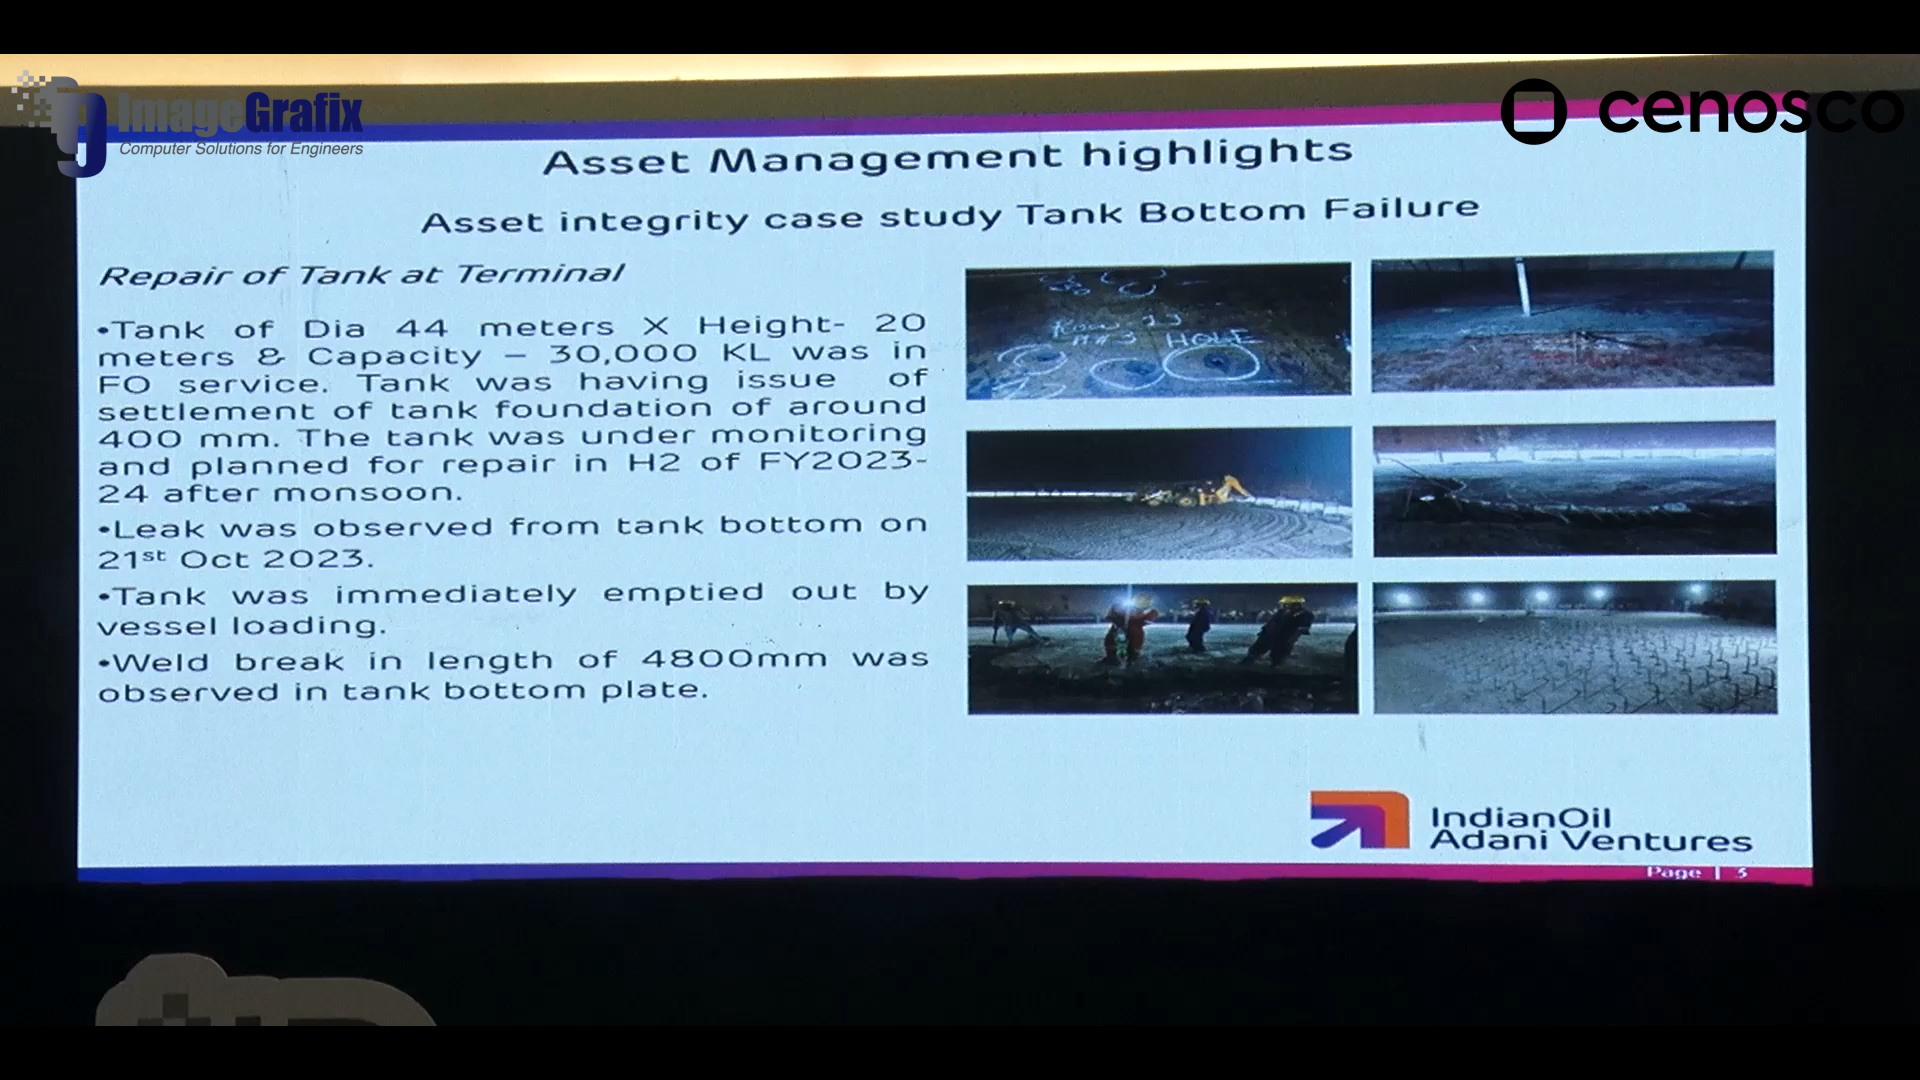 ImageGrafix
Computer Solutions for Engineers
cenosco
Asset Management highlights
Asset integrity case study Tank Bottom Failure
Repair of Tank at Terminal
•Tank of Dia 44 meters X Height- 20
meters & Capacity – 30,000 KL was in
FO service. Tank was having issue of
settlement of tank foundation of around
400 mm. The tank was under monitoring
and planned for repair in H2 of FY2023-
24 after monsoon.
•Leak was observed from tank bottom on
21st Oct 2023.
•Tank was immediately emptied out by
vessel loading.
•Weld break in length of 4800mm was
observed in tank bottom plate.
HOLE
IndianOil
Adani Ventures
Page |